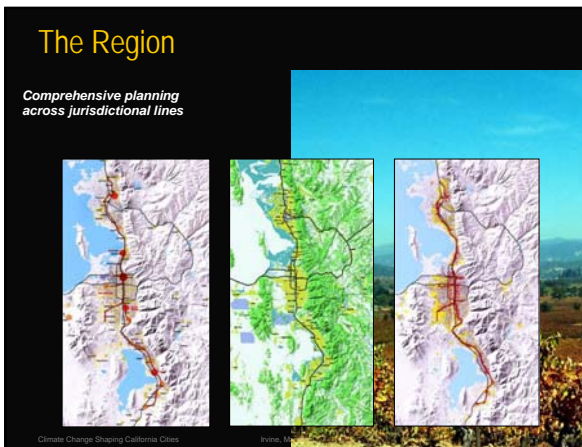 The Region
Comprehensive planning
across jurisdictional lines
Climate Change Shaping California Cities
Irvine,